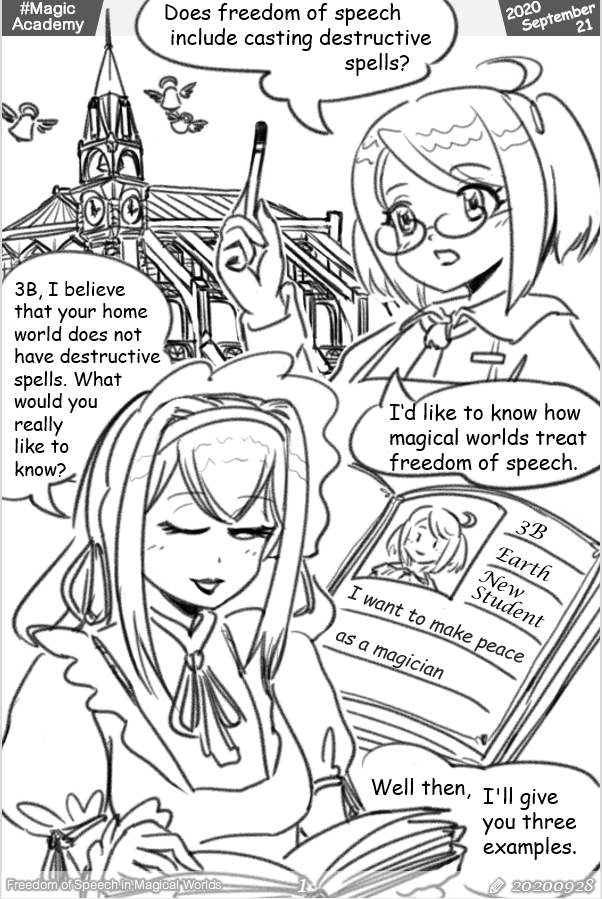 #Magic
Academy
2020
September
21
Does freedom of speech
include casting destructive
spells?
3B, I believe
that your home
world does not
have destructive
spells. What
would you
really
like to
know?
I'd like to know how
magical worlds treat
freedom of speech.
3B
Earth
New
Student
I want to make peace
as a magician
Well then,
I'll give
you three
examples.
Freedom of Speech in Magical Worlds
1
20200928